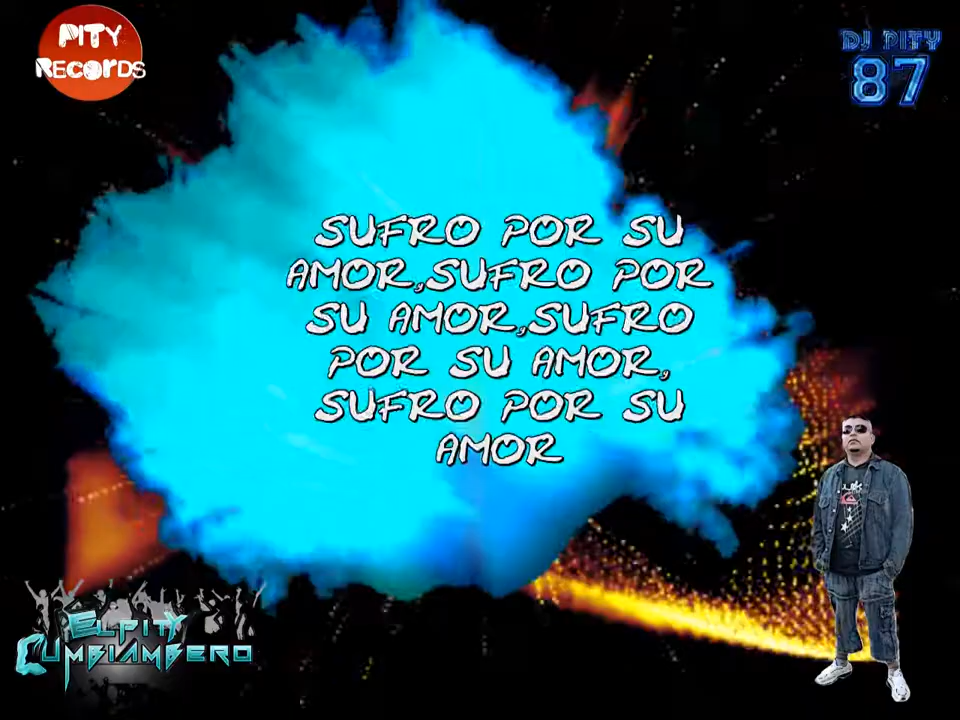 PITY
RECORDS
DJ PITY
87
SUFRO POR SU
AMOR,SUFRO POR
SU AMOR,SUFRO
POR SU AMOR,
SUFRO POR SU
AMOR
ELPITY
CUMBIAMBERO